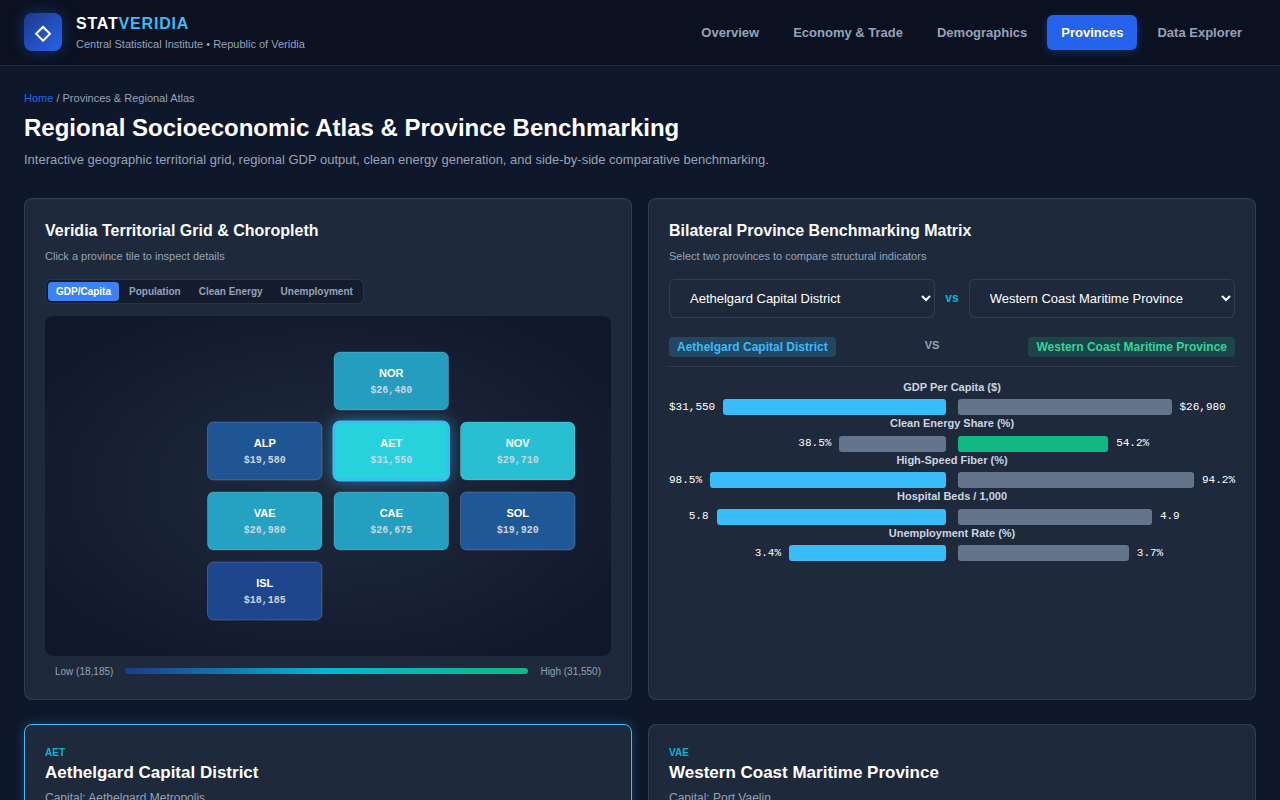 STATVERIDIA
Central Statistical Institute • Republic of Veridia
Overview
Economy & Trade
Demographics
Provinces
Data Explorer
Home / Provinces & Regional Atlas
Regional Socioeconomic Atlas & Province Benchmarking
Interactive geographic territorial grid, regional GDP output, clean energy generation, and side-by-side comparative benchmarking.
Veridia Territorial Grid & Choropleth
Click a province tile to inspect details
GDP/Capita
Population
Clean Energy
Unemployment
NOR
$26,480
ALP
$19,580
AET
$31,550
NOV
$29,710
VAE
$26,980
CAE
$26,675
SOL
$19,920
ISL
$18,185
Low (18,185)
High (31,550)
Bilateral Province Benchmarking Matrix
Select two provinces to compare structural indicators
Aethelgard Capital District
vs
Western Coast Maritime Province
Aethelgard Capital District
VS
Western Coast Maritime Province
GDP Per Capita ($)
$31,550
$26,980
Clean Energy Share (%)
38.5%
54.2%
High-Speed Fiber (%)
98.5%
94.2%
Hospital Beds / 1,000
5.8
4.9
Unemployment Rate (%)
3.4%
3.7%
AET
Aethelgard Capital District
Capital: Aethelgard Metropolis
VAE
Western Coast Maritime Province
Capital: Port Vaelin